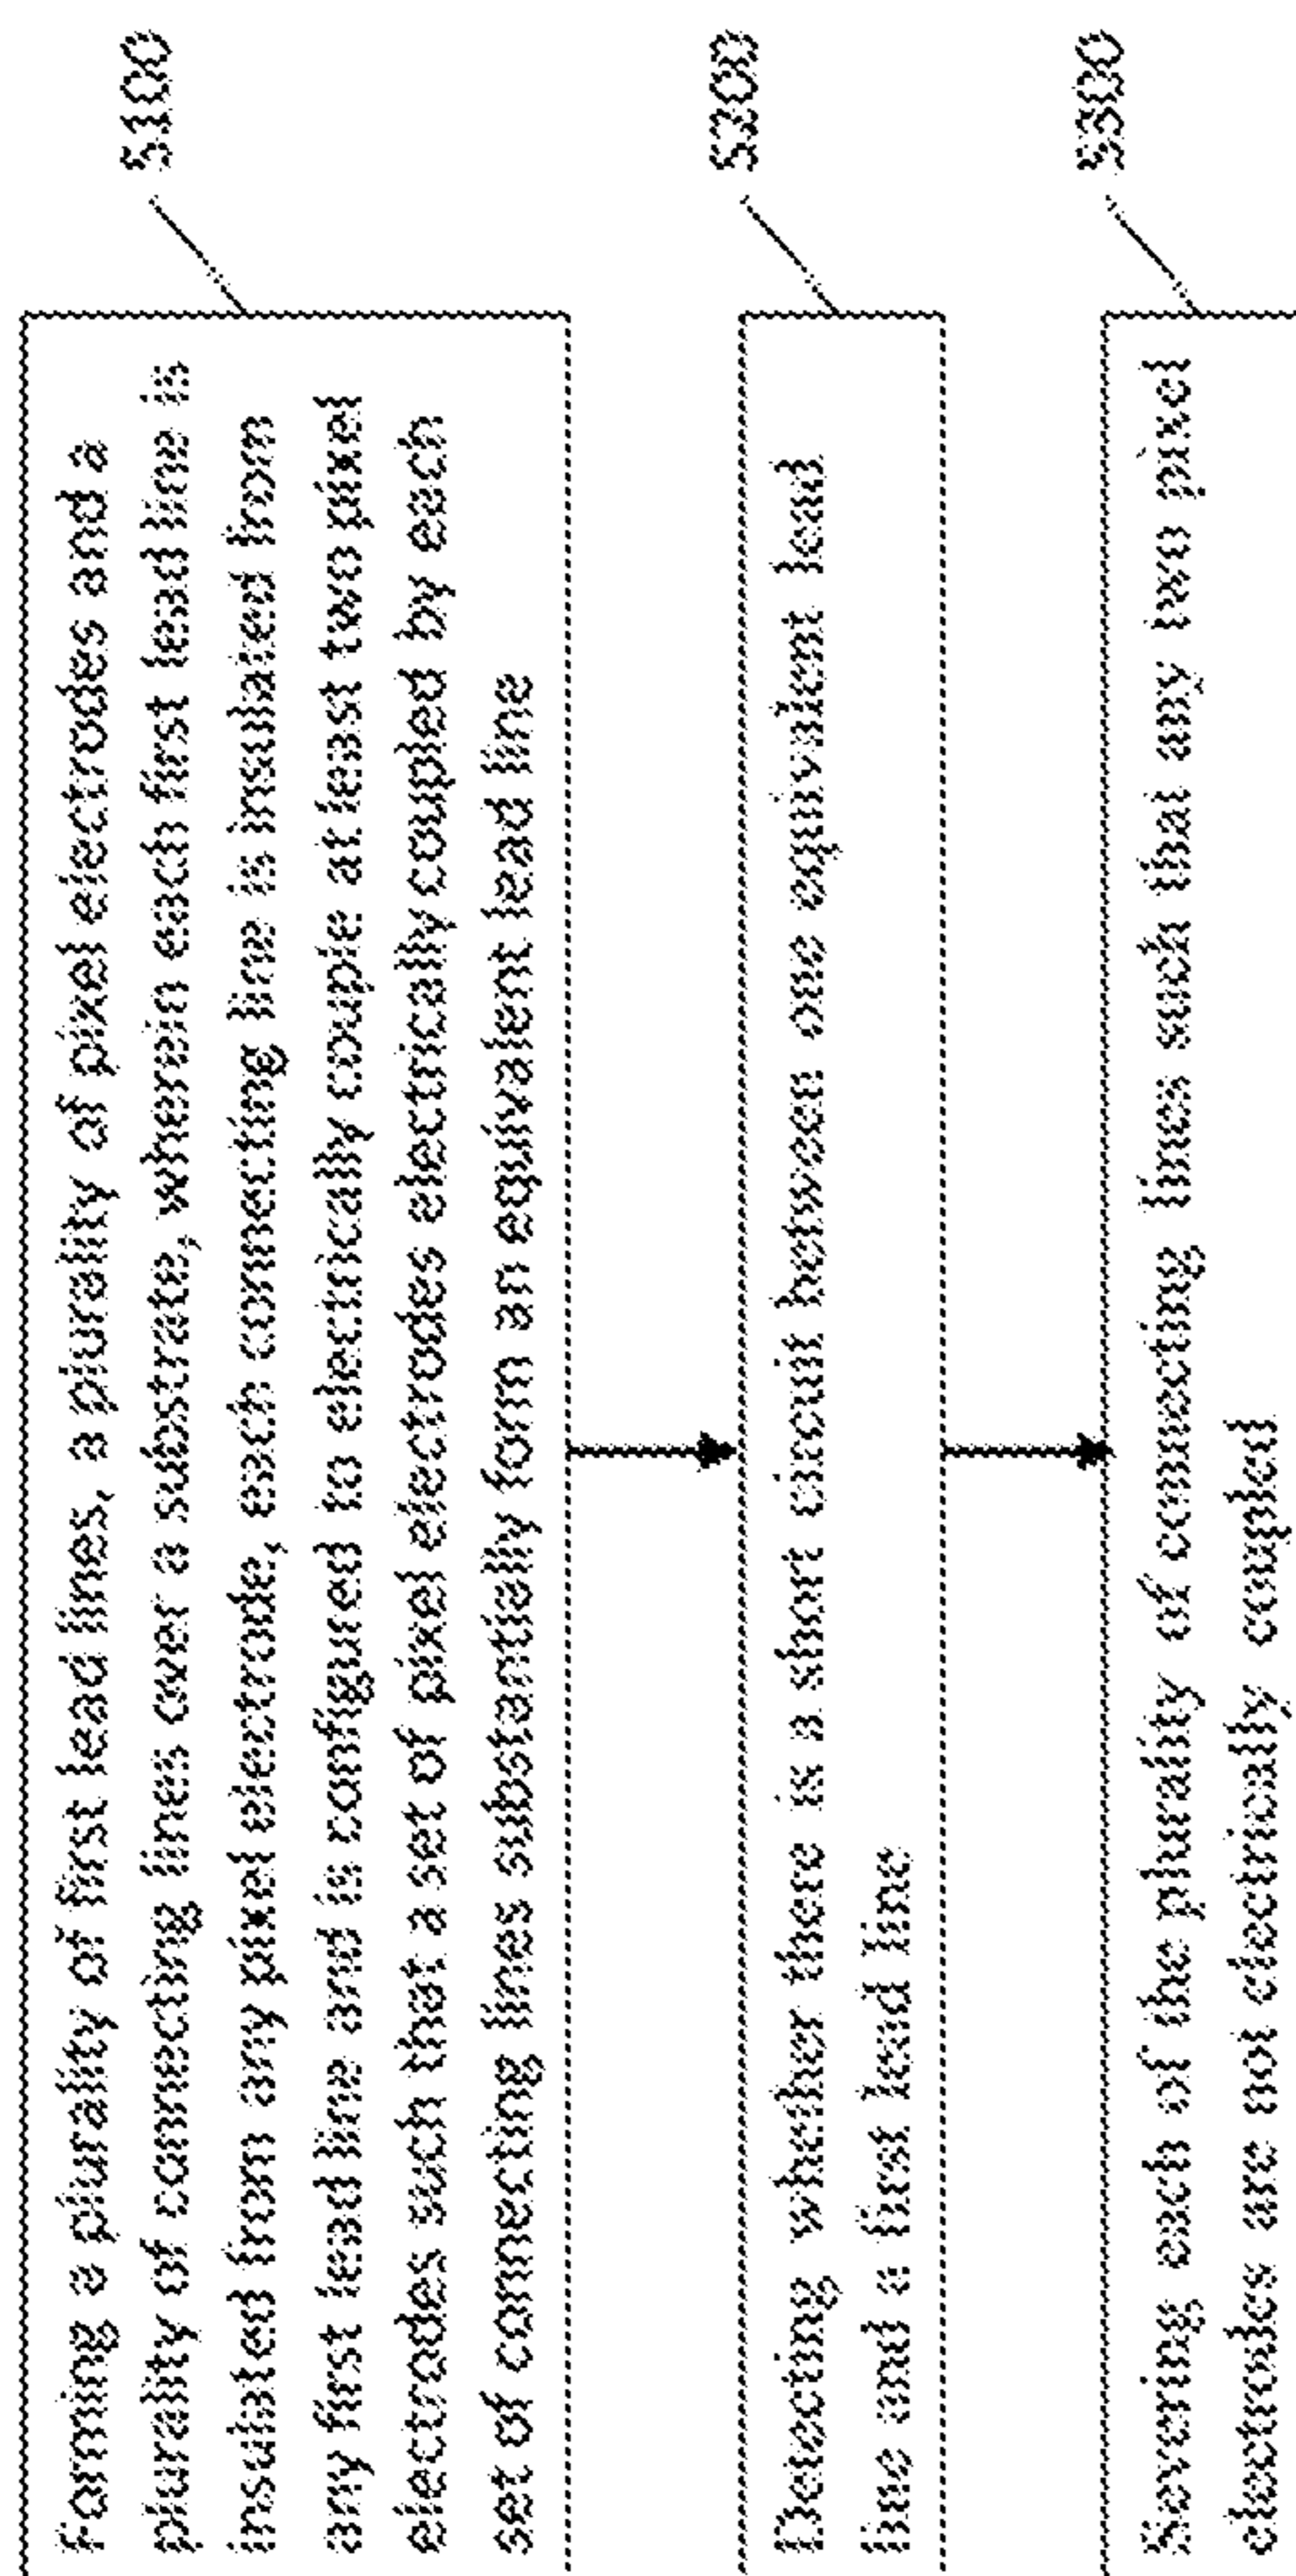 Forming a plurality of first lead lines, a plurality of pixel electrodes and a
plurality of connecting lines over a substrate, wherein each first lead line is
insulated from any pixel electrode, each connecting line is insulated from
any first lead line and is configured to electrically couple at least two pixel
electrodes such that a set of pixel electrodes electrically coupled by each
set of connecting lines substantially form an equivalent lead line
S100
Detecting whether there is a short circuit between one equivalent lead
line and a first lead line
S200
Severing each of the plurality of connecting lines such that any two pixel
electrodes are not electrically coupled
S300